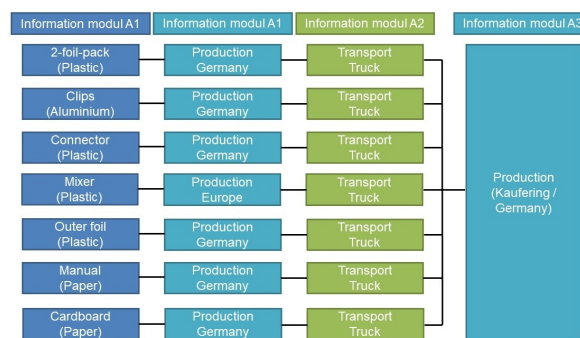 Information modul A1
Information modul A1
Information modul A2
Information modul A3
2-foil-pack
(Plastic)
Production
Germany
Transport
Truck
Clips
(Aluminium)
Production
Germany
Transport
Truck
Connector
(Plastic)
Production
Germany
Transport
Truck
Mixer
(Plastic)
Production
Europe
Transport
Truck
Outer foil
(Plastic)
Production
Germany
Transport
Truck
Manual
(Paper)
Production
Germany
Transport
Truck
Cardboard
(Paper)
Production
Germany
Transport
Truck
Production
(Kaufering /
Germany)